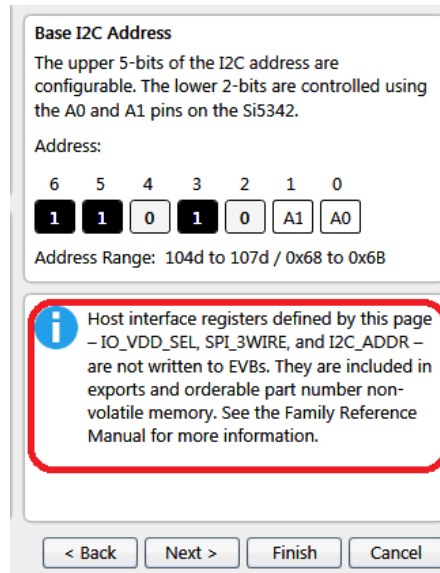 Base I2C Address
The upper 5-bits of the I2C address are
configurable. The lower 2-bits are controlled using
the A0 and A1 pins on the Si5342.
Address:
6 5 4 3 2 1 0
1 1 0 1 0 A1 A0
Address Range: 104d to 107d / 0x68 to 0x6B
Host interface registers defined by this page
– IO_VDD_SEL, SPI_3WIRE, and I2C_ADDR –
are not written to EVBs. They are included in
exports and orderable part number non-
volatile memory. See the Family Reference
Manual for more information.
< Back Next > Finish Cancel